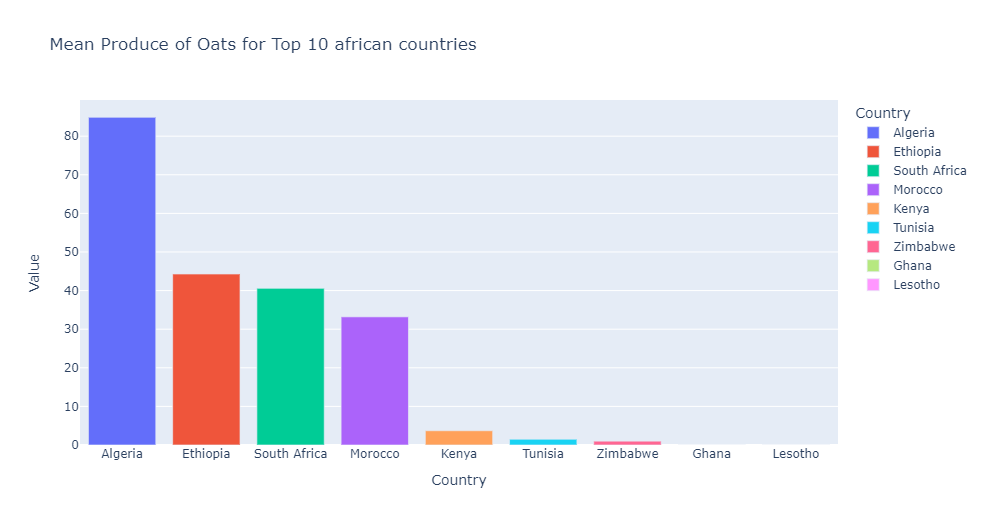 Mean Produce of Oats for Top 10 african countries
Value
80
70
60
50
40
30
20
10
0
Algeria
Ethiopia
South Africa
Morocco
Kenya
Tunisia
Zimbabwe
Ghana
Lesotho
Country
Country
Algeria
Ethiopia
South Africa
Morocco
Kenya
Tunisia
Zimbabwe
Ghana
Lesotho